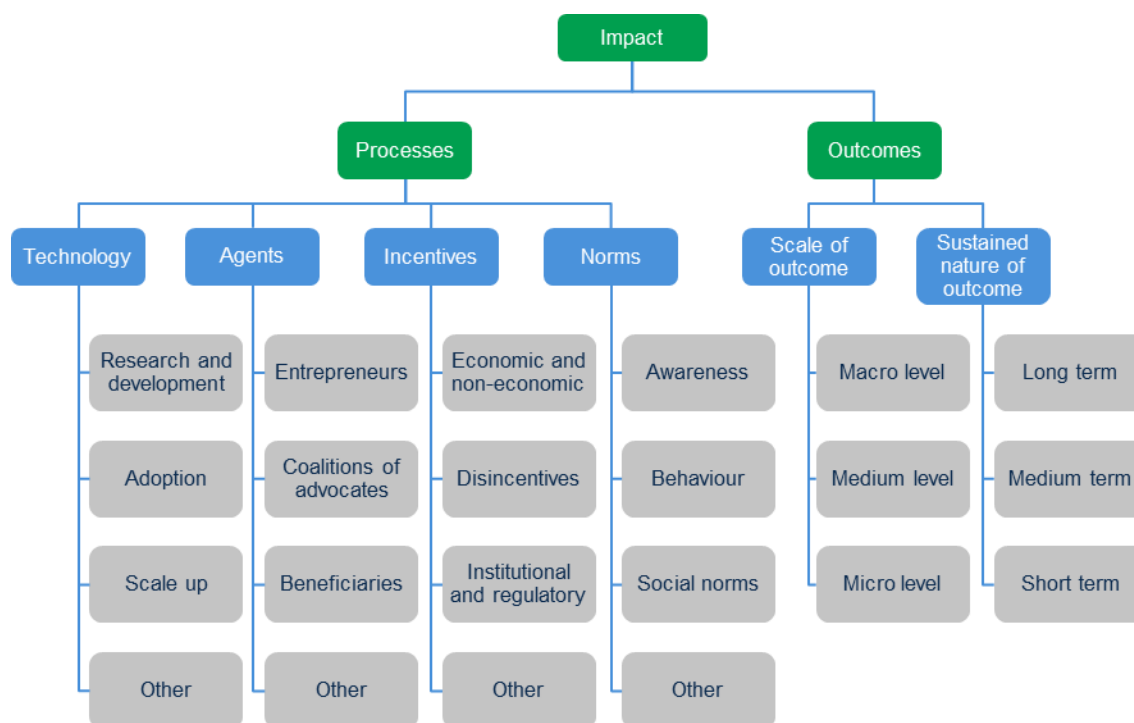 Impact
Processes
Outcomes
Technology
Agents
Incentives
Norms
Scale of
outcome
Sustained
nature of
outcome
Research and
development
Entrepreneurs
Economic and
non-economic
Awareness
Macro level
Long term
Adoption
Coalitions of
advocates
Disincentives
Behaviour
Medium level
Medium term
Scale up
Beneficiaries
Institutional
and regulatory
Social norms
Micro level
Short term
Other
Other
Other
Other